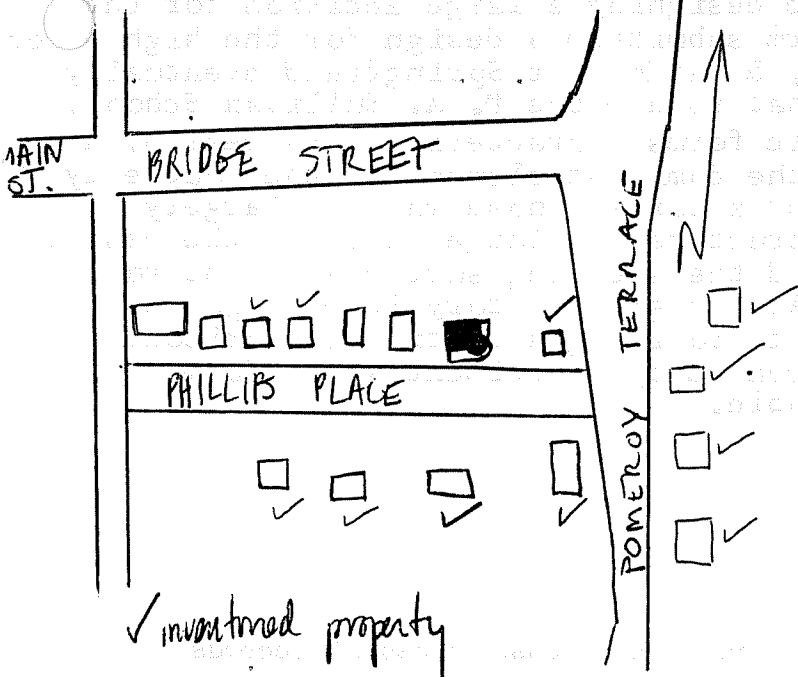 MAIN
ST.
BRIDGE STREET
N
POMEROY TERRACE
PHILLIPS PLACE
✓ inventoried property